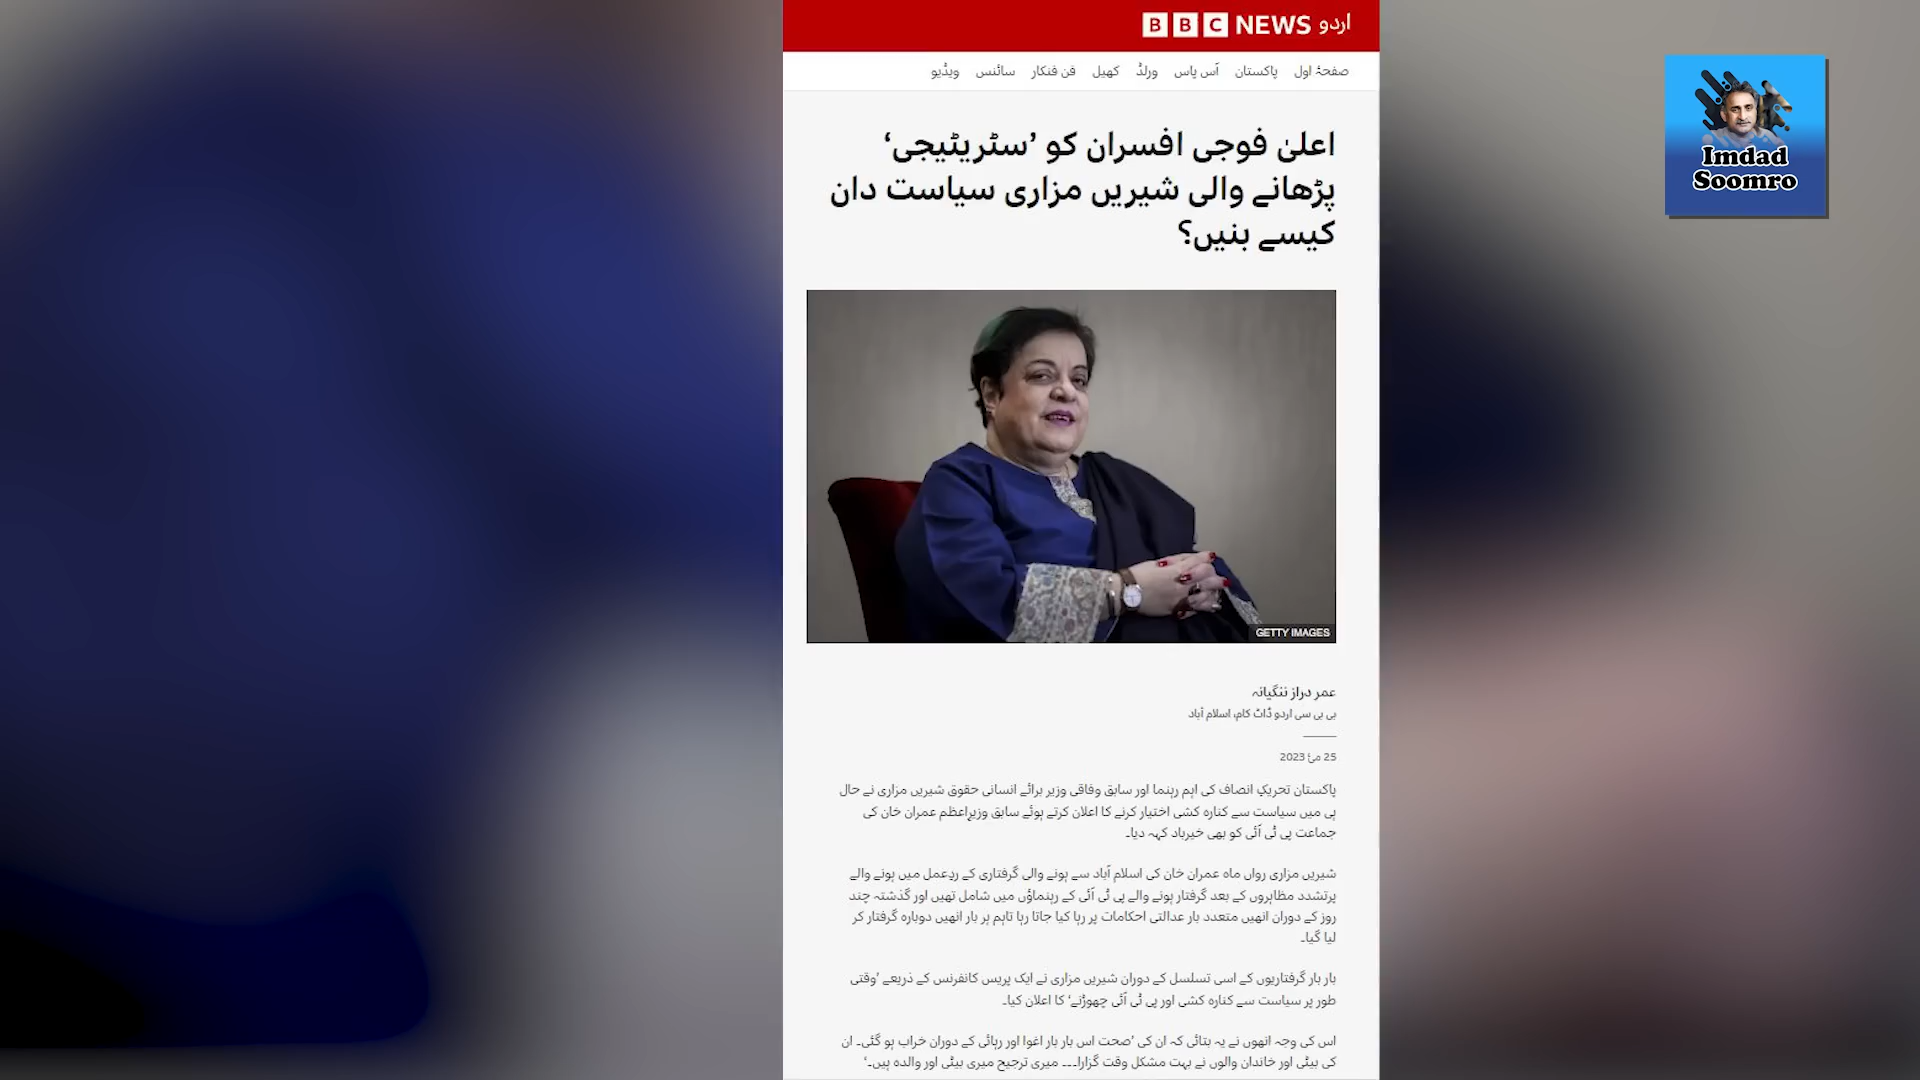 BBC NEWS اردو
صفحۂ اول پاکستان آس پاس ورلڈ کھیل فن فنکار سائنس ویڈیو
Imdad
Soomro
اعلیٰ فوجی افسران کو ’سٹریٹیجی‘
پڑھانے والی شیریں مزاری سیاست دان
کیسے بنیں؟
GETTY IMAGES
عمر دراز ننگیانہ
بی بی سی اردو ڈاٹ کام، اسلام آباد
25 مئ 2023
پاکستان تحریکِ انصاف کی اہم رہنما اور سابق وفاقی وزیر برائے انسانی حقوق شیریں مزاری نے حال
ہی میں سیاست سے کنارہ کشی اختیار کرنے کا اعلان کرتے ہوئے سابق وزیرِاعظم عمران خان کی
جماعت پی ٹی آئی کو بھی خیرباد کہہ دیا۔
شیریں مزاری رواں ماہ عمران خان کی اسلام آباد سے ہونے والی گرفتاری کے ردِعمل میں ہونے والے
پرتشدد مظاہروں کے بعد گرفتار ہونے والے پی ٹی آئی کے رہنماؤں میں شامل تھیں اور گذشتہ چند
روز کے دوران انھیں متعدد بار عدالتی احکامات پر رہا کیا جاتا رہا تاہم ہر بار انھیں دوبارہ گرفتار کر
لیا گیا۔
بار بار گرفتاریوں کے اسی تسلسل کے دوران شیریں مزاری نے ایک پریس کانفرنس کے ذریعے ’وقتی
طور پر سیاست سے کنارہ کشی اور پی ٹی آئی چھوڑنے‘ کا اعلان کیا۔
اس کی وجہ انھوں نے یہ بتائی کہ ان کی ’صحت اس بار بار اغوا اور رہائی کے دوران خراب ہو گئی۔ ان
کی بیٹی اور خاندان والوں نے بہت مشکل وقت گزارا۔۔۔ میری ترجیح میری بیٹی اور والدہ ہیں۔‘